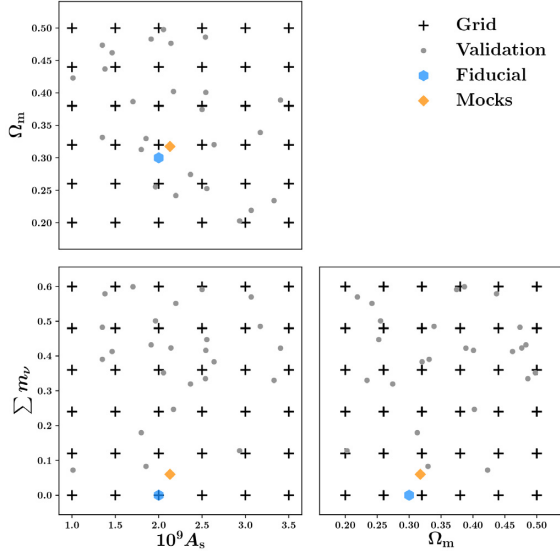 Grid
Validation
Fiducial
Mocks
0.50
0.45
0.40
0.35
0.30
0.25
0.20
Ωm
0.6
0.5
0.4
0.3
0.2
0.1
0.0
∑ mν
1.0 1.5 2.0 2.5 3.0 3.5
10⁹Aₛ
0.20 0.25 0.30 0.35 0.40 0.45 0.50
Ωm